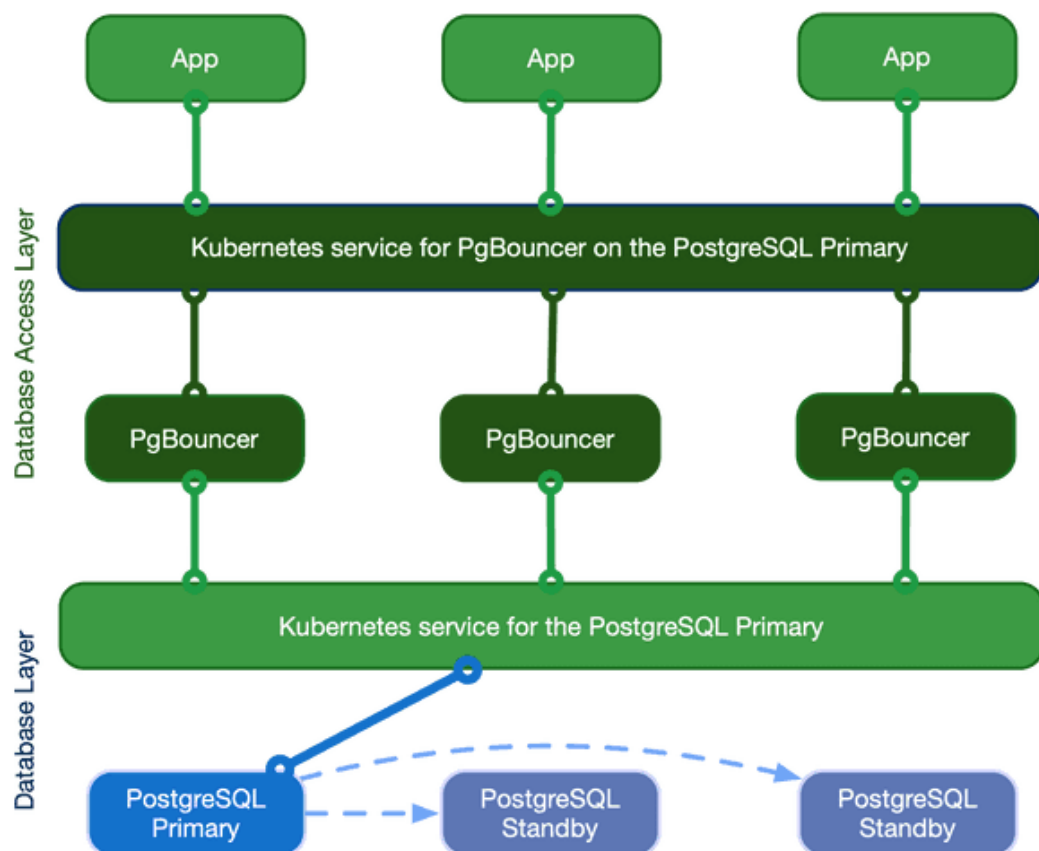 App
App
App
Database Access Layer
Kubernetes service for PgBouncer on the PostgreSQL Primary
PgBouncer
PgBouncer
PgBouncer
Kubernetes service for the PostgreSQL Primary
Database Layer
PostgreSQL
Primary
PostgreSQL
Standby
PostgreSQL
Standby